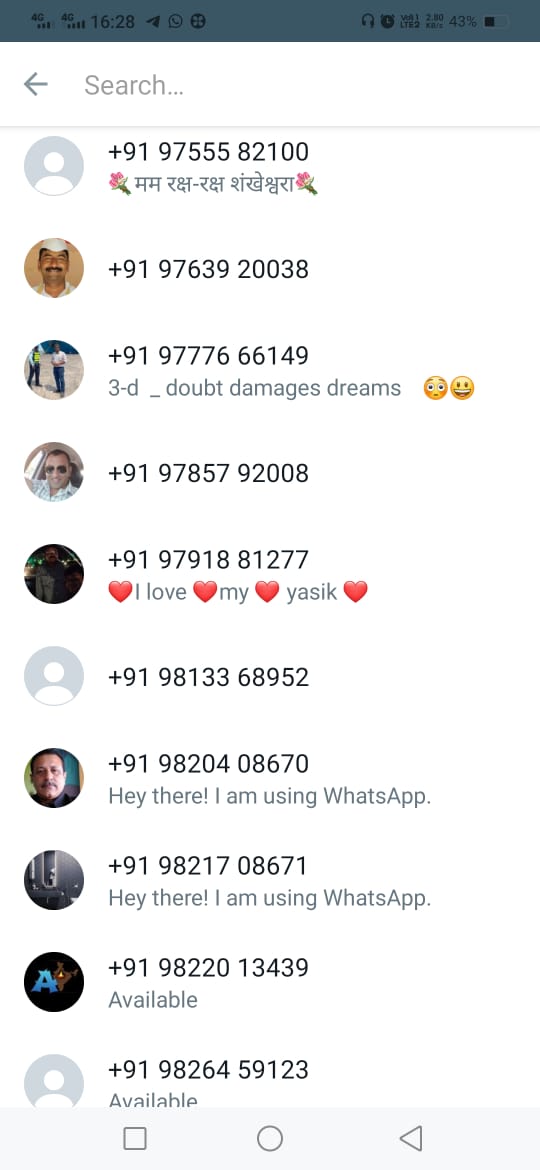 4G 4G 16:28 2.80 KB/s 43%
Search…
+91 97555 82100
💐मम रक्ष-रक्ष शंखेश्वरा💐
+91 97639 20038
+91 97776 66149
3-d _ doubt damages dreams 😳😃
+91 97857 92008
+91 97918 81277
❤️I love ❤️my ❤️ yasik ❤️
+91 98133 68952
+91 98204 08670
Hey there! I am using WhatsApp.
+91 98217 08671
Hey there! I am using WhatsApp.
+91 98220 13439
Available
+91 98264 59123
Available